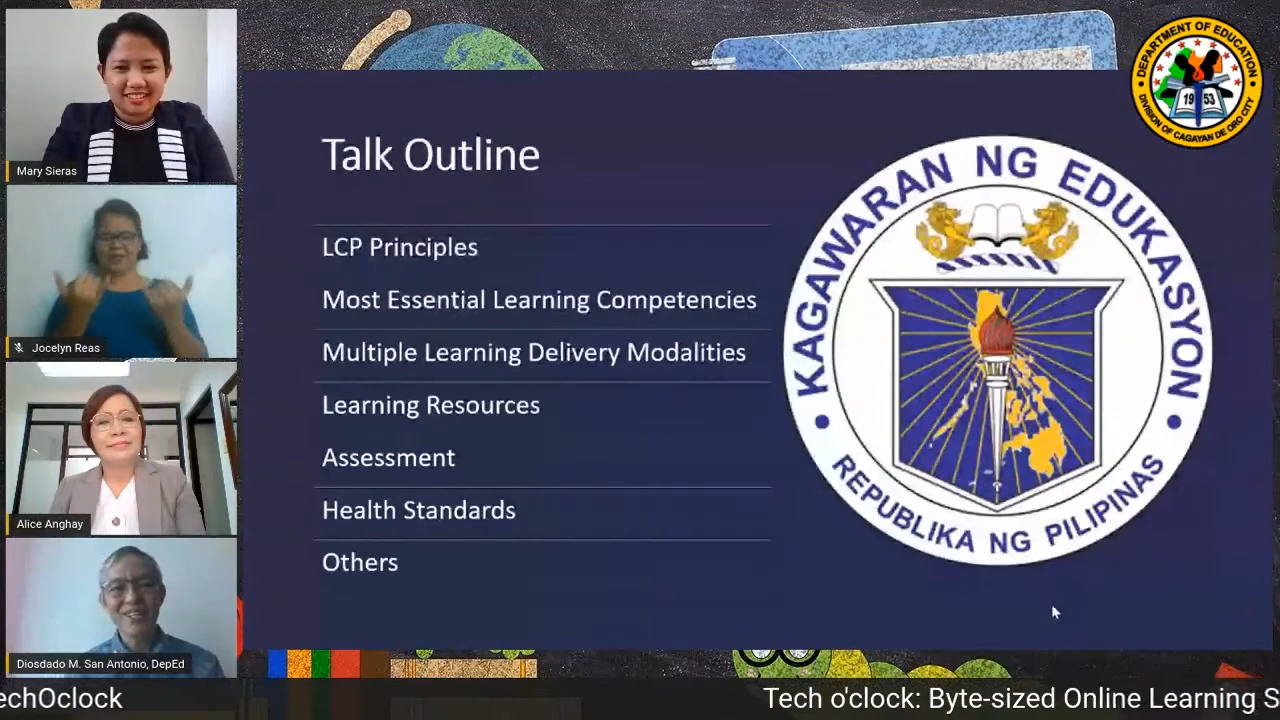 Mary Sieras
Jocelyn Reas
Alice Anghay
Diosdado M. San Antonio, DepEd
Talk Outline
LCP Principles
Most Essential Learning Competencies
Multiple Learning Delivery Modalities
Learning Resources
Assessment
Health Standards
Others
KAGAWARAN NG EDUKASYON
REPUBLIKA NG PILIPINAS
DEPARTMENT OF EDUCATION
1953
DIVISION OF CAGAYAN DE ORO CITY
echOclock
Tech o'clock: Byte-sized Online Learning S